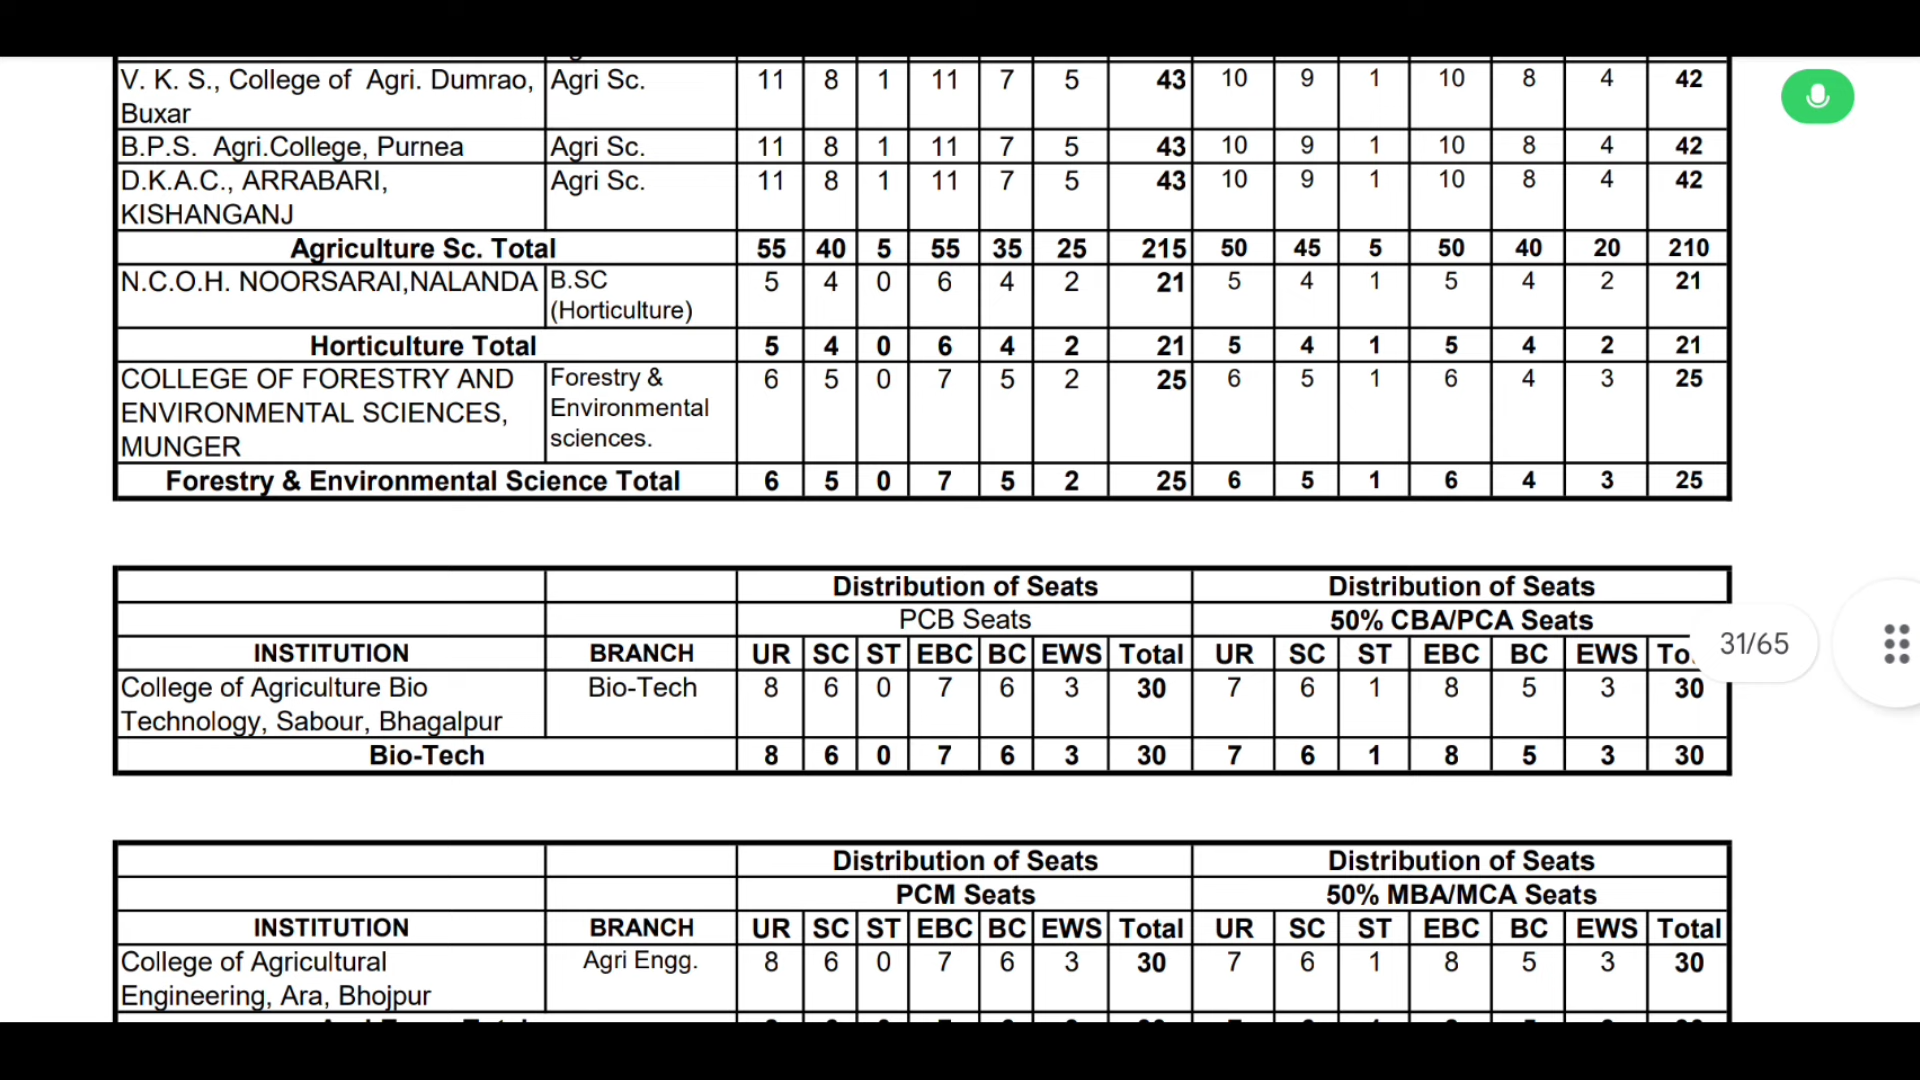 V. K. S., College of Agri. Dumrao, Buxar Agri Sc. 11 8 1 11 7 5 43 10 9 1 10 8 4 42
B.P.S. Agri.College, Purnea Agri Sc. 11 8 1 11 7 5 43 10 9 1 10 8 4 42
D.K.A.C., ARRABARI, KISHANGANJ Agri Sc. 11 8 1 11 7 5 43 10 9 1 10 8 4 42
Agriculture Sc. Total 55 40 5 55 35 25 215 50 45 5 50 40 20 210
N.C.O.H. NOORSARAI,NALANDA B.SC (Horticulture) 5 4 0 6 4 2 21 5 4 1 5 4 2 21
Horticulture Total 5 4 0 6 4 2 21 5 4 1 5 4 2 21
COLLEGE OF FORESTRY AND ENVIRONMENTAL SCIENCES, MUNGER Forestry & Environmental sciences. 6 5 0 7 5 2 25 6 5 1 6 4 3 25
Forestry & Environmental Science Total 6 5 0 7 5 2 25 6 5 1 6 4 3 25
Distribution of Seats Distribution of Seats
PCB Seats 50% CBA/PCA Seats
INSTITUTION BRANCH UR SC ST EBC BC EWS Total UR SC ST EBC BC EWS To
31/65
College of Agriculture Bio Technology, Sabour, Bhagalpur Bio-Tech 8 6 0 7 6 3 30 7 6 1 8 5 3 30
Bio-Tech 8 6 0 7 6 3 30 7 6 1 8 5 3 30
Distribution of Seats Distribution of Seats
PCM Seats 50% MBA/MCA Seats
INSTITUTION BRANCH UR SC ST EBC BC EWS Total UR SC ST EBC BC EWS Total
College of Agricultural Engineering, Ara, Bhojpur Agri Engg. 8 6 0 7 6 3 30 7 6 1 8 5 3 30